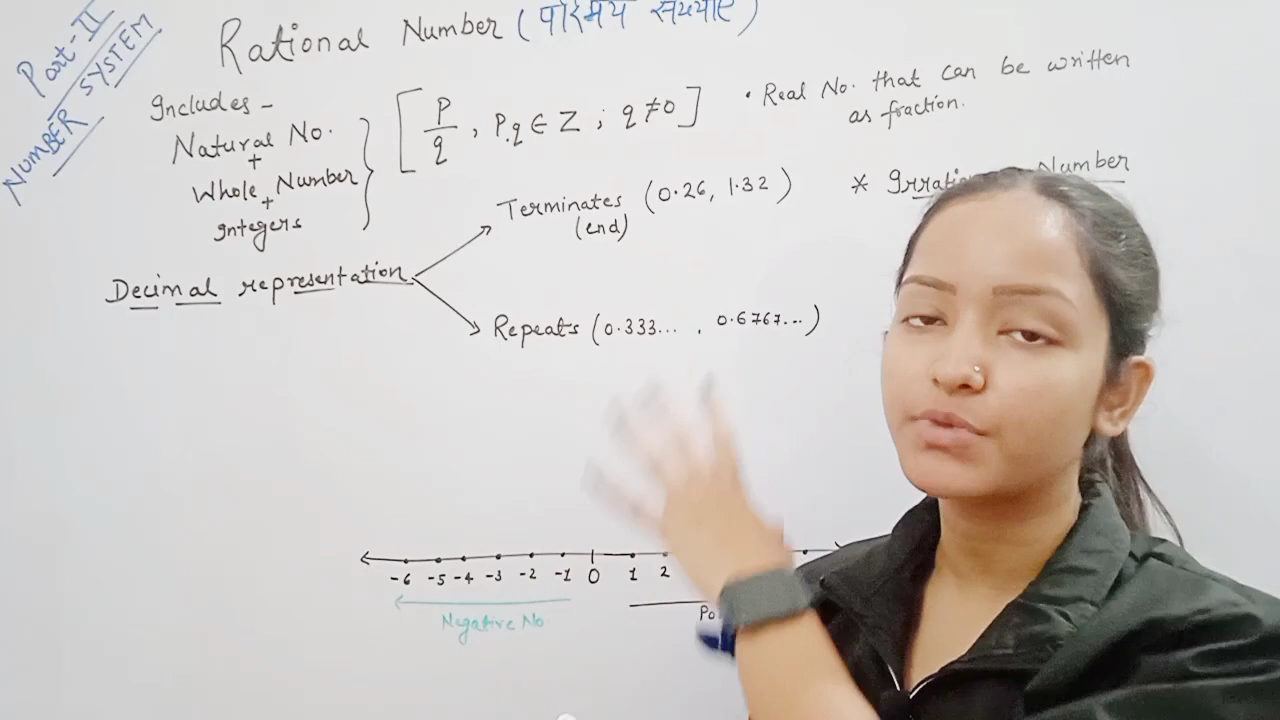 Part-II
NUMBER SYSTEM
Rational Number (परिमेय संख्याएं)
Includes -
Natural No.
+
Whole Number
+
Integers
[P/q , P,q ∈ Z ; q ≠ 0]
• Real No. that can be written
as fraction.
* Number
Decimal representation
Terminates (0.26, 1.32)
(end)
Repeats (0.333... , 0.6767...)
-6 -5 -4 -3 -2 -1 0 1 2
Negative No.